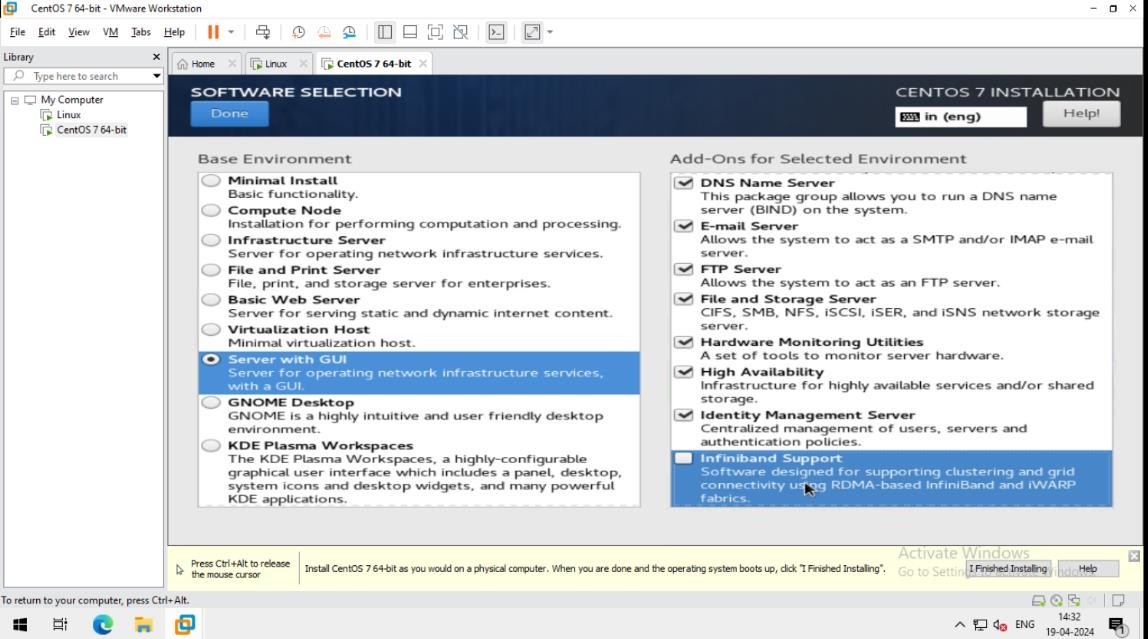 CentOS 7 64-bit - VMware Workstation
File Edit View VM Tabs Help
Library
Type here to search
My Computer
Linux
CentOS 7 64-bit
Home
Linux
CentOS 7 64-bit
SOFTWARE SELECTION
Done
CENTOS 7 INSTALLATION
in (eng)
Help!
Base Environment
Minimal Install
Basic functionality.
Compute Node
Installation for performing computation and processing.
Infrastructure Server
Server for operating network infrastructure services.
File and Print Server
File, print, and storage server for enterprises.
Basic Web Server
Server for serving static and dynamic internet content.
Virtualization Host
Minimal virtualization host.
Server with GUI
Server for operating network infrastructure services,
with a GUI.
GNOME Desktop
GNOME is a highly intuitive and user friendly desktop
environment.
KDE Plasma Workspaces
The KDE Plasma Workspaces, a highly-configurable
graphical user interface which includes a panel, desktop,
system icons and desktop widgets, and many powerful
KDE applications.
Add-Ons for Selected Environment
DNS Name Server
This package group allows you to run a DNS name
server (BIND) on the system.
E-mail Server
Allows the system to act as a SMTP and/or IMAP e-mail
server.
FTP Server
Allows the system to act as an FTP server.
File and Storage Server
CIFS, SMB, NFS, iSCSI, iSER, and iSNS network storage
server.
Hardware Monitoring Utilities
A set of tools to monitor server hardware.
High Availability
Infrastructure for highly available services and/or shared
storage.
Identity Management Server
Centralized management of users, servers and
authentication policies.
Infiniband Support
Software designed for supporting clustering and grid
connectivity using RDMA-based InfiniBand and iWARP
fabrics.
Press Ctrl+Alt to release
the mouse cursor
Install CentOS 7 64-bit as you would on a physical computer. When you are done and the operating system boots up, click "I Finished Installing".
Activate Windows
Go to Settings to activate Windows.
I Finished Installing
Help
To return to your computer, press Ctrl+Alt.
ENG
14:32
19-04-2024
1